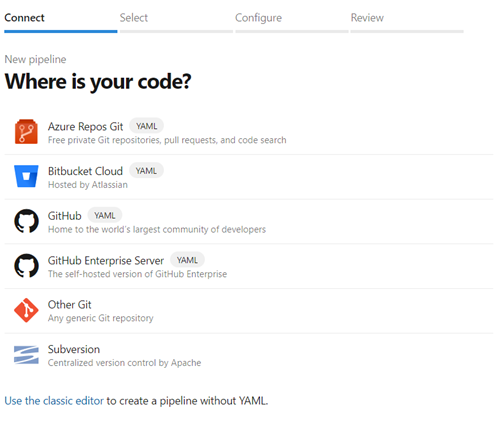 Connect Select Configure Review
New pipeline
Where is your code?
Azure Repos Git YAML
Free private Git repositories, pull requests, and code search
Bitbucket Cloud YAML
Hosted by Atlassian
GitHub YAML
Home to the world's largest community of developers
GitHub Enterprise Server YAML
The self-hosted version of GitHub Enterprise
Other Git
Any generic Git repository
Subversion
Centralized version control by Apache
Use the classic editor to create a pipeline without YAML.